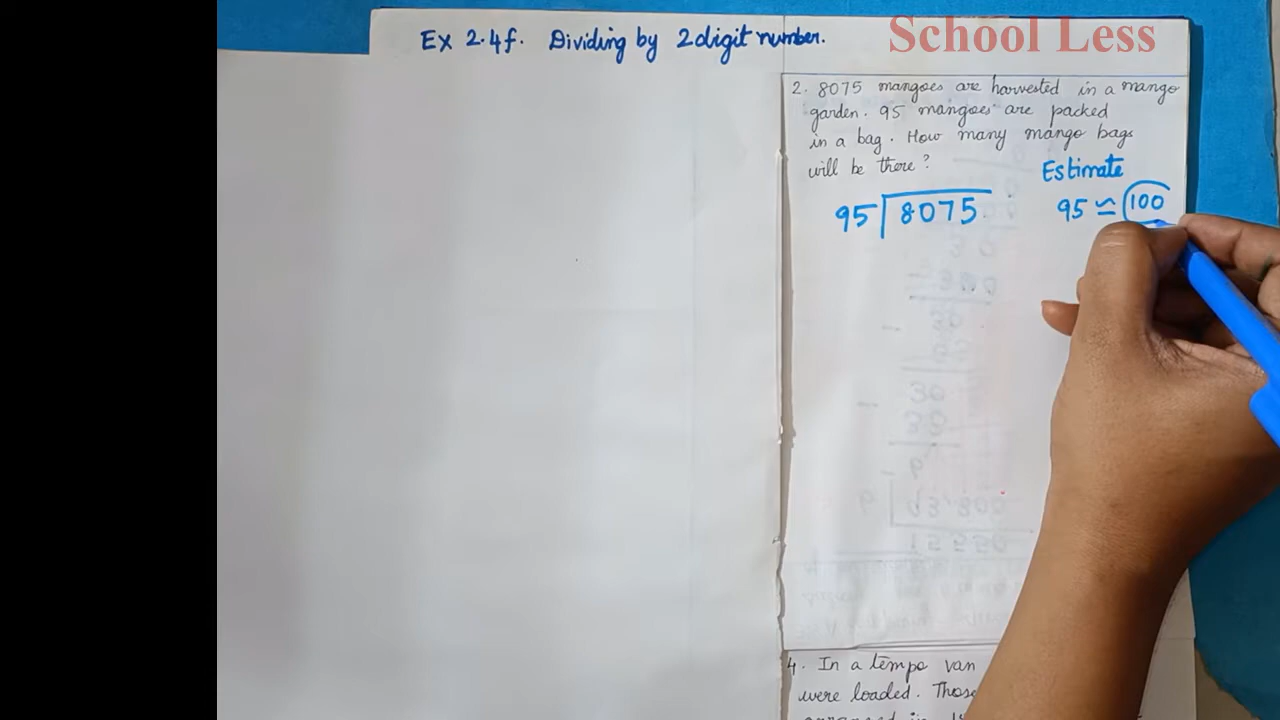 Ex 2.4f. Dividing by 2 digit number.
School Less
2. 8075 mangoes are harvested in a mango
garden. 95 mangoes are packed
in a bag. How many mango bags
will be there?
Estimate
95 8075
95 ≃ 100
4. In a tempo van
were loaded. Those
arranged in